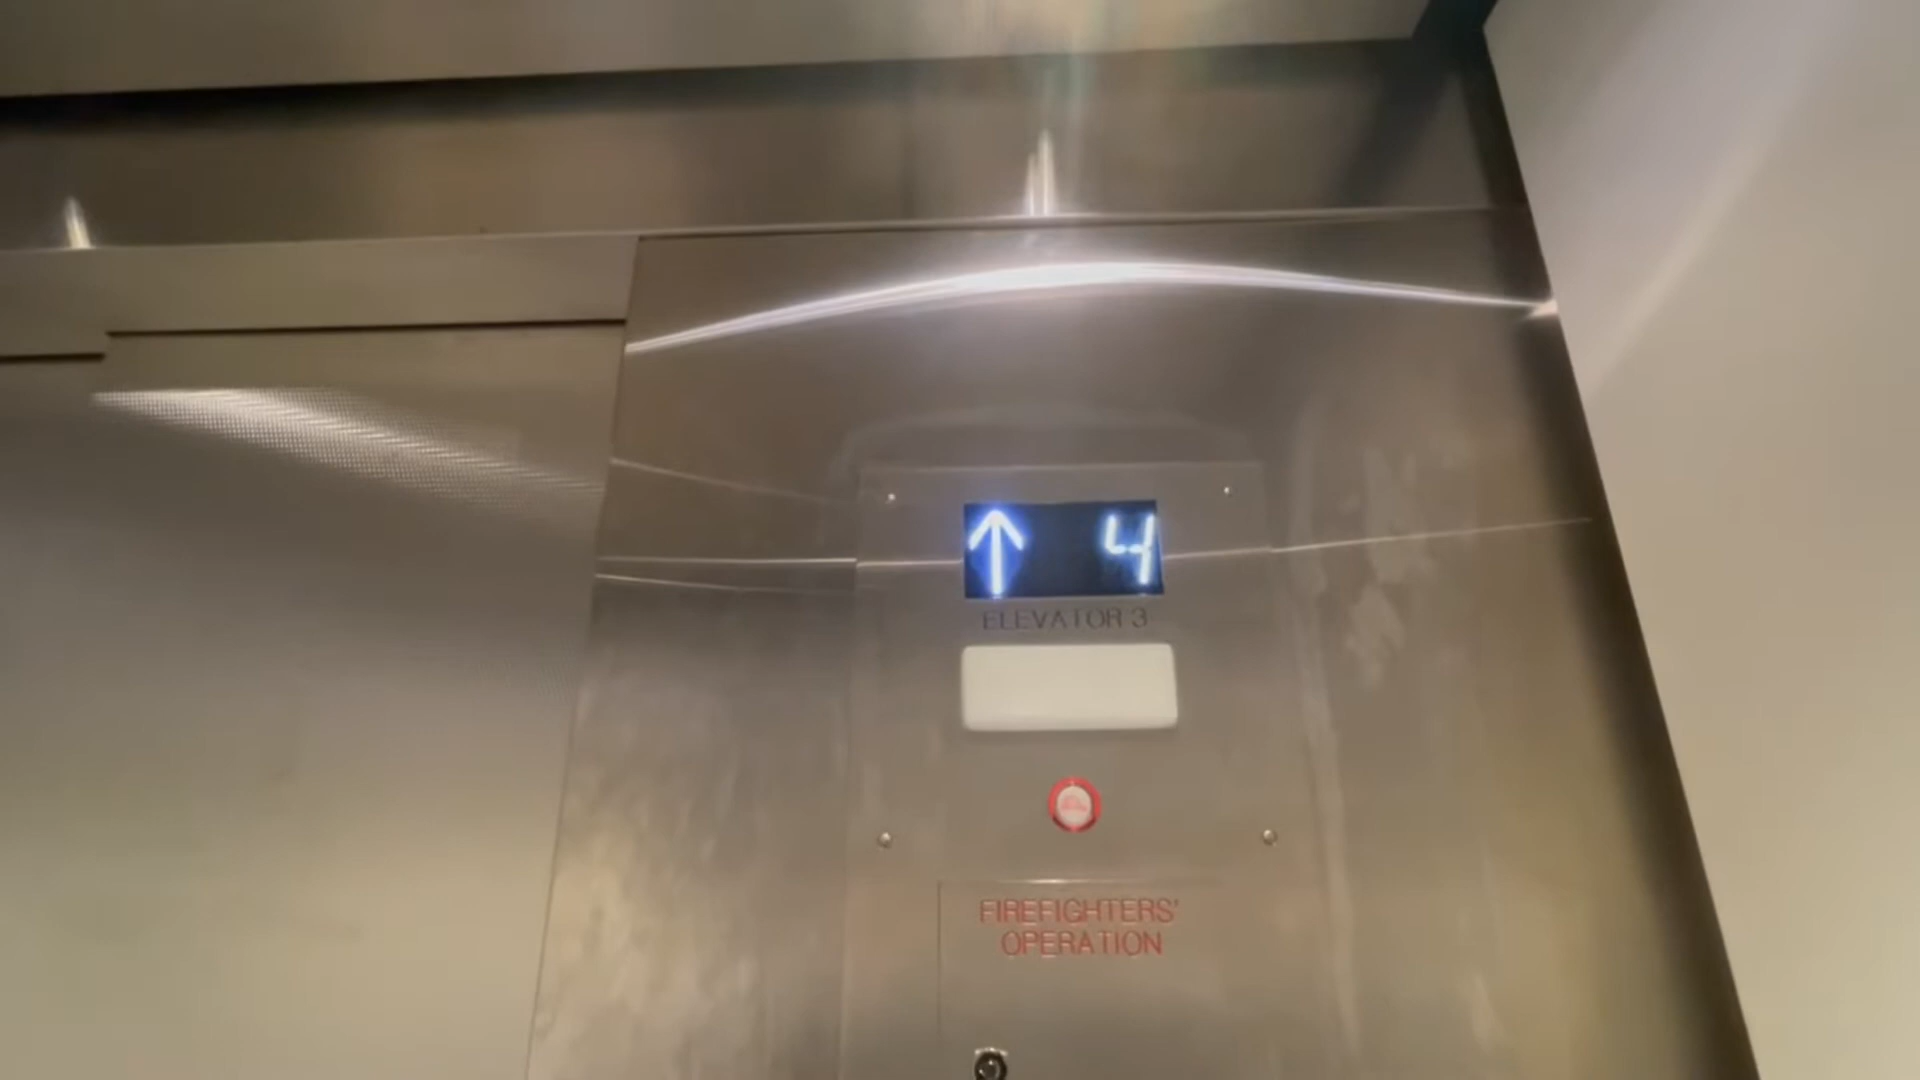 ↑ 4
ELEVATOR 3
FIREFIGHTERS'
OPERATION